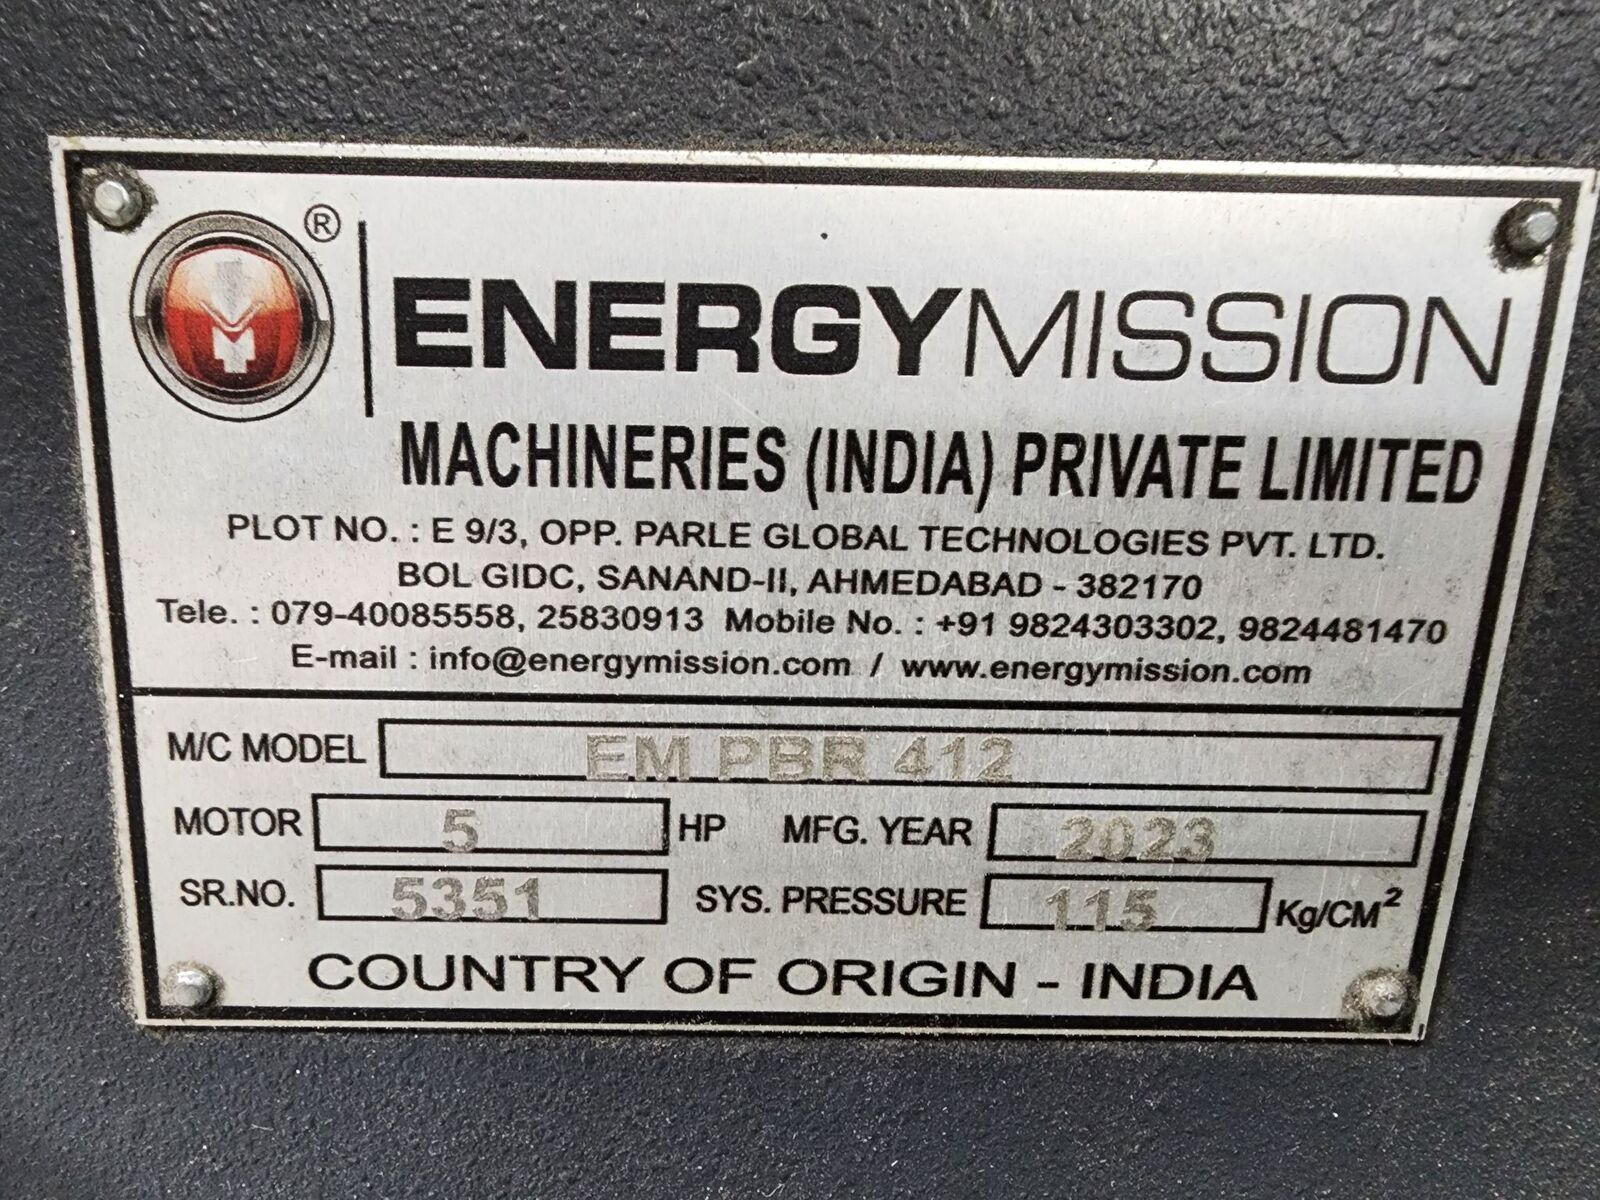 ®
ENERGYMISSION
MACHINERIES (INDIA) PRIVATE LIMITED
PLOT NO. : E 9/3, OPP. PARLE GLOBAL TECHNOLOGIES PVT. LTD.
BOL GIDC, SANAND-II, AHMEDABAD - 382170
Tele. : 079-40085558, 25830913 Mobile No. : +91 9824303302, 9824481470
E-mail : info@energymission.com / www.energymission.com
M/C MODEL EM PBR 412
MOTOR 5 HP MFG. YEAR 2023
SR.NO. 5351 SYS. PRESSURE 115 Kg/CM²
COUNTRY OF ORIGIN - INDIA